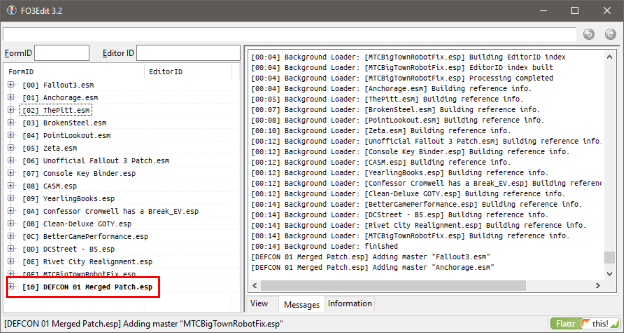 FO3Edit 3.2
FormID
Editor ID
FormID EditorID
[00] Fallout3.esm
[01] Anchorage.esm
[02] ThePitt.esm
[03] BrokenSteel.esm
[04] PointLookout.esm
[05] Zeta.esm
[06] Unofficial Fallout 3 Patch.esm
[07] Console Key Binder.esp
[08] CASM.esp
[09] YearlingBooks.esp
[0A] Confessor Cromwell has a Break_EV.esp
[0B] Clean-Deluxe GOTY.esp
[0C] BetterGamePerformance.esp
[0D] DCStreet - BS.esp
[0E] Rivet City Realignment.esp
[0F] MTCBigTownRobotFix.esp
[10] DEFCON 01 Merged Patch.esp
[00:04] Background Loader: [MTCBigTownRobotFix.esp] Building EditorID index
[00:04] Background Loader: [MTCBigTownRobotFix.esp] EditorID index built
[00:04] Background Loader: [MTCBigTownRobotFix.esp] Processing completed
[00:04] Background Loader: [Anchorage.esm] Building reference info.
[00:05] Background Loader: [ThePitt.esm] Building reference info.
[00:07] Background Loader: [BrokenSteel.esm] Building reference info.
[00:08] Background Loader: [PointLookout.esm] Building reference info.
[00:10] Background Loader: [Zeta.esm] Building reference info.
[00:12] Background Loader: [Unofficial Fallout 3 Patch.esm] Building reference in
[00:12] Background Loader: [Console Key Binder.esp] Building reference info.
[00:12] Background Loader: [CASM.esp] Building reference info.
[00:12] Background Loader: [YearlingBooks.esp] Building reference info.
[00:12] Background Loader: [Confessor Cromwell has a Break_EV.esp] Building refer
[00:12] Background Loader: [Clean-Deluxe GOTY.esp] Building reference info.
[00:14] Background Loader: [BetterGamePerformance.esp] Building reference info.
[00:14] Background Loader: [DCStreet - BS.esp] Building reference info.
[00:14] Background Loader: [Rivet City Realignment.esp] Building reference info.
[00:14] Background Loader: [MTCBigTownRobotFix.esp] Building reference info.
[00:14] Background Loader: finished
[DEFCON 01 Merged Patch.esp] Adding master "Fallout3.esm"
[DEFCON 01 Merged Patch.esp] Adding master "Anchorage.esm"
View Messages Information
[DEFCON 01 Merged Patch.esp] Adding master "MTCBigTownRobotFix.esp"
Flattr this!